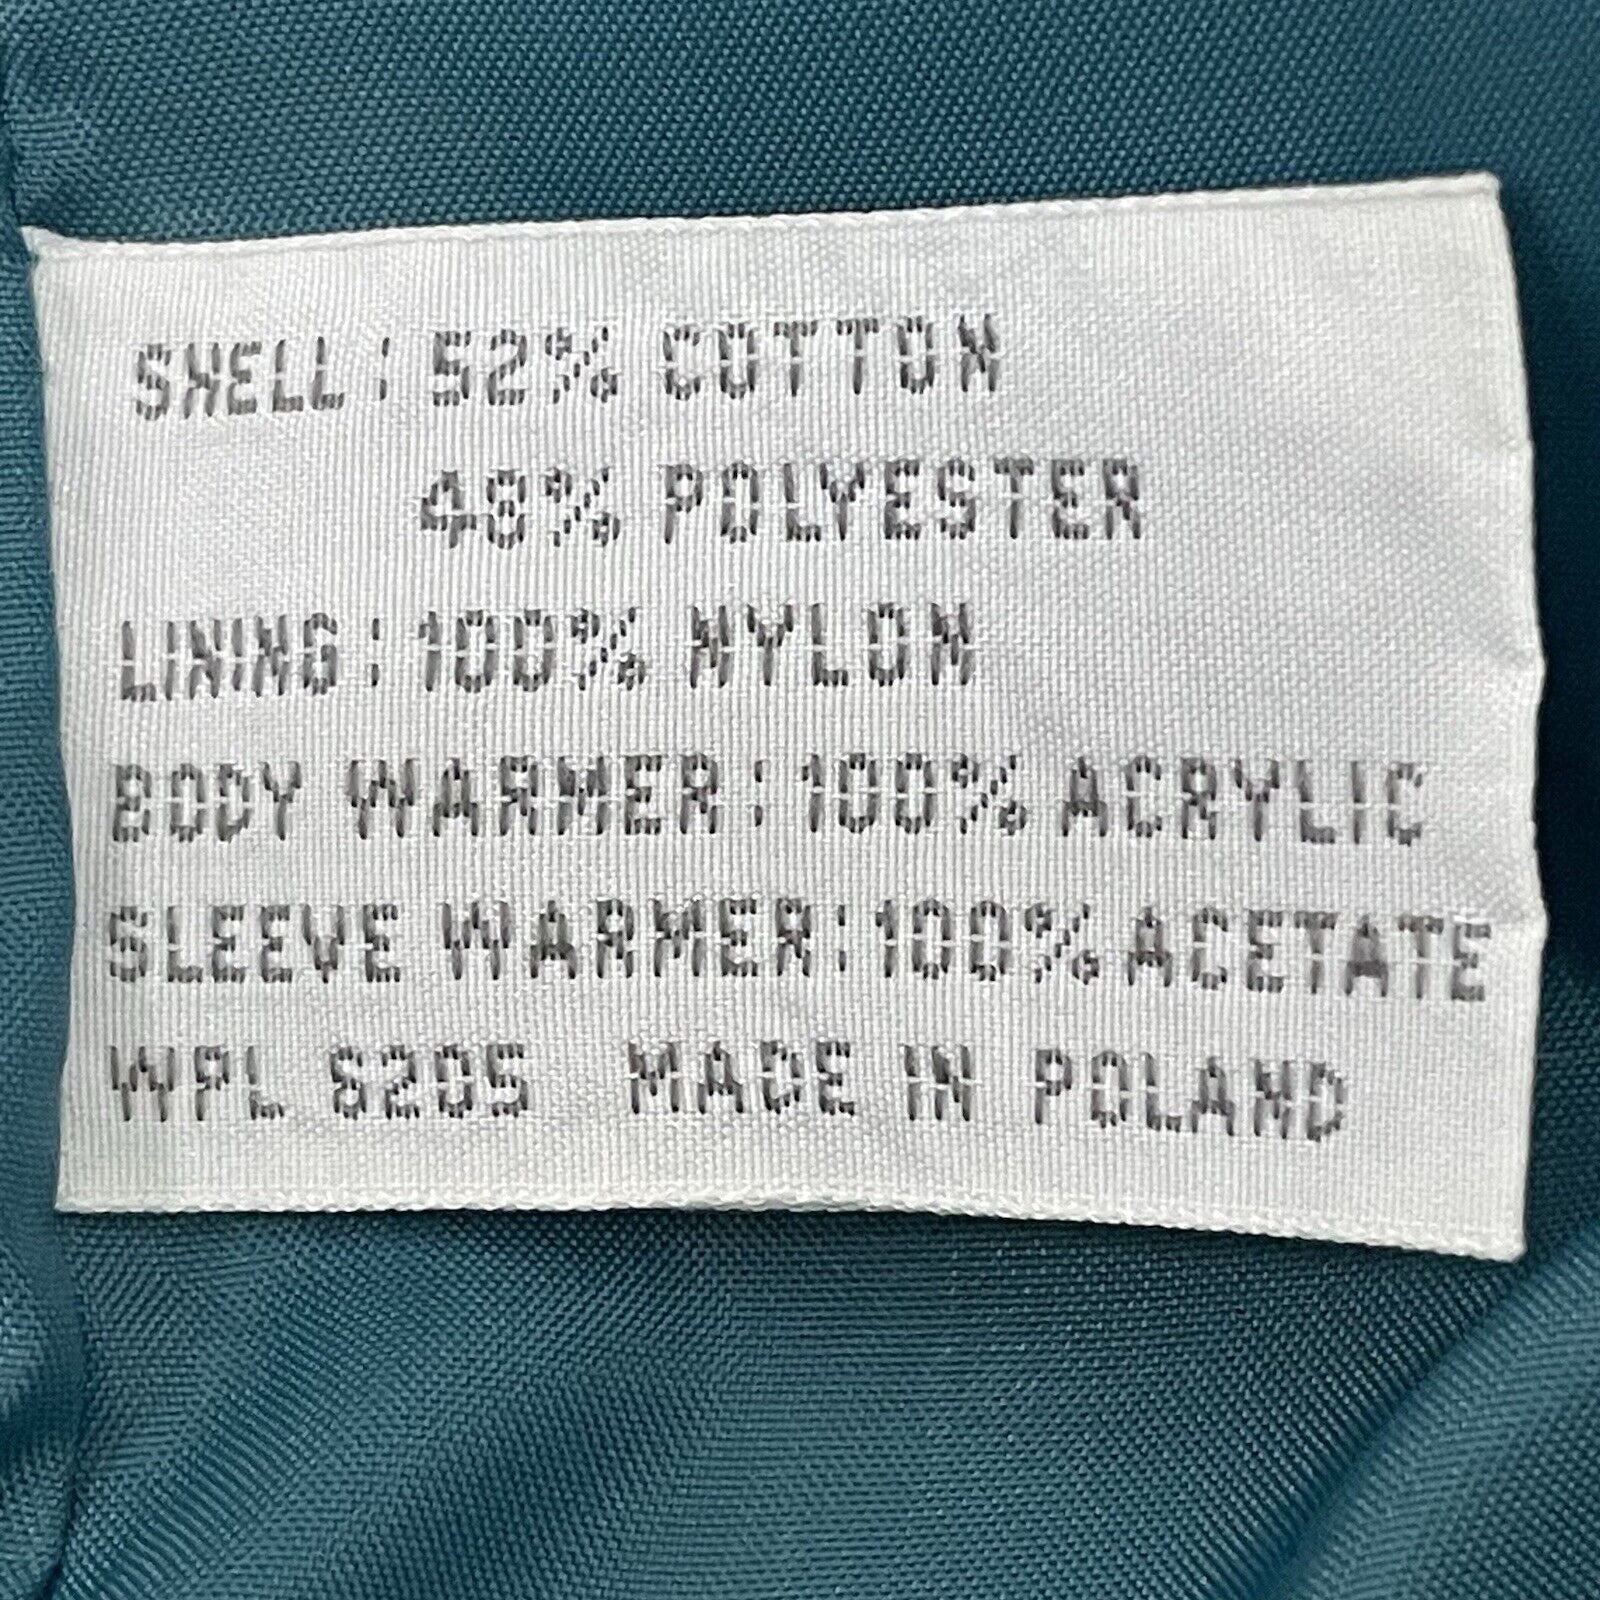 SHELL: 52% COTTON
48% POLYESTER
LINING: 100% NYLON
BODY WARMER: 100% ACRYLIC
SLEEVE WARMER: 100% ACETATE
WPL 6205 MADE IN POLAND